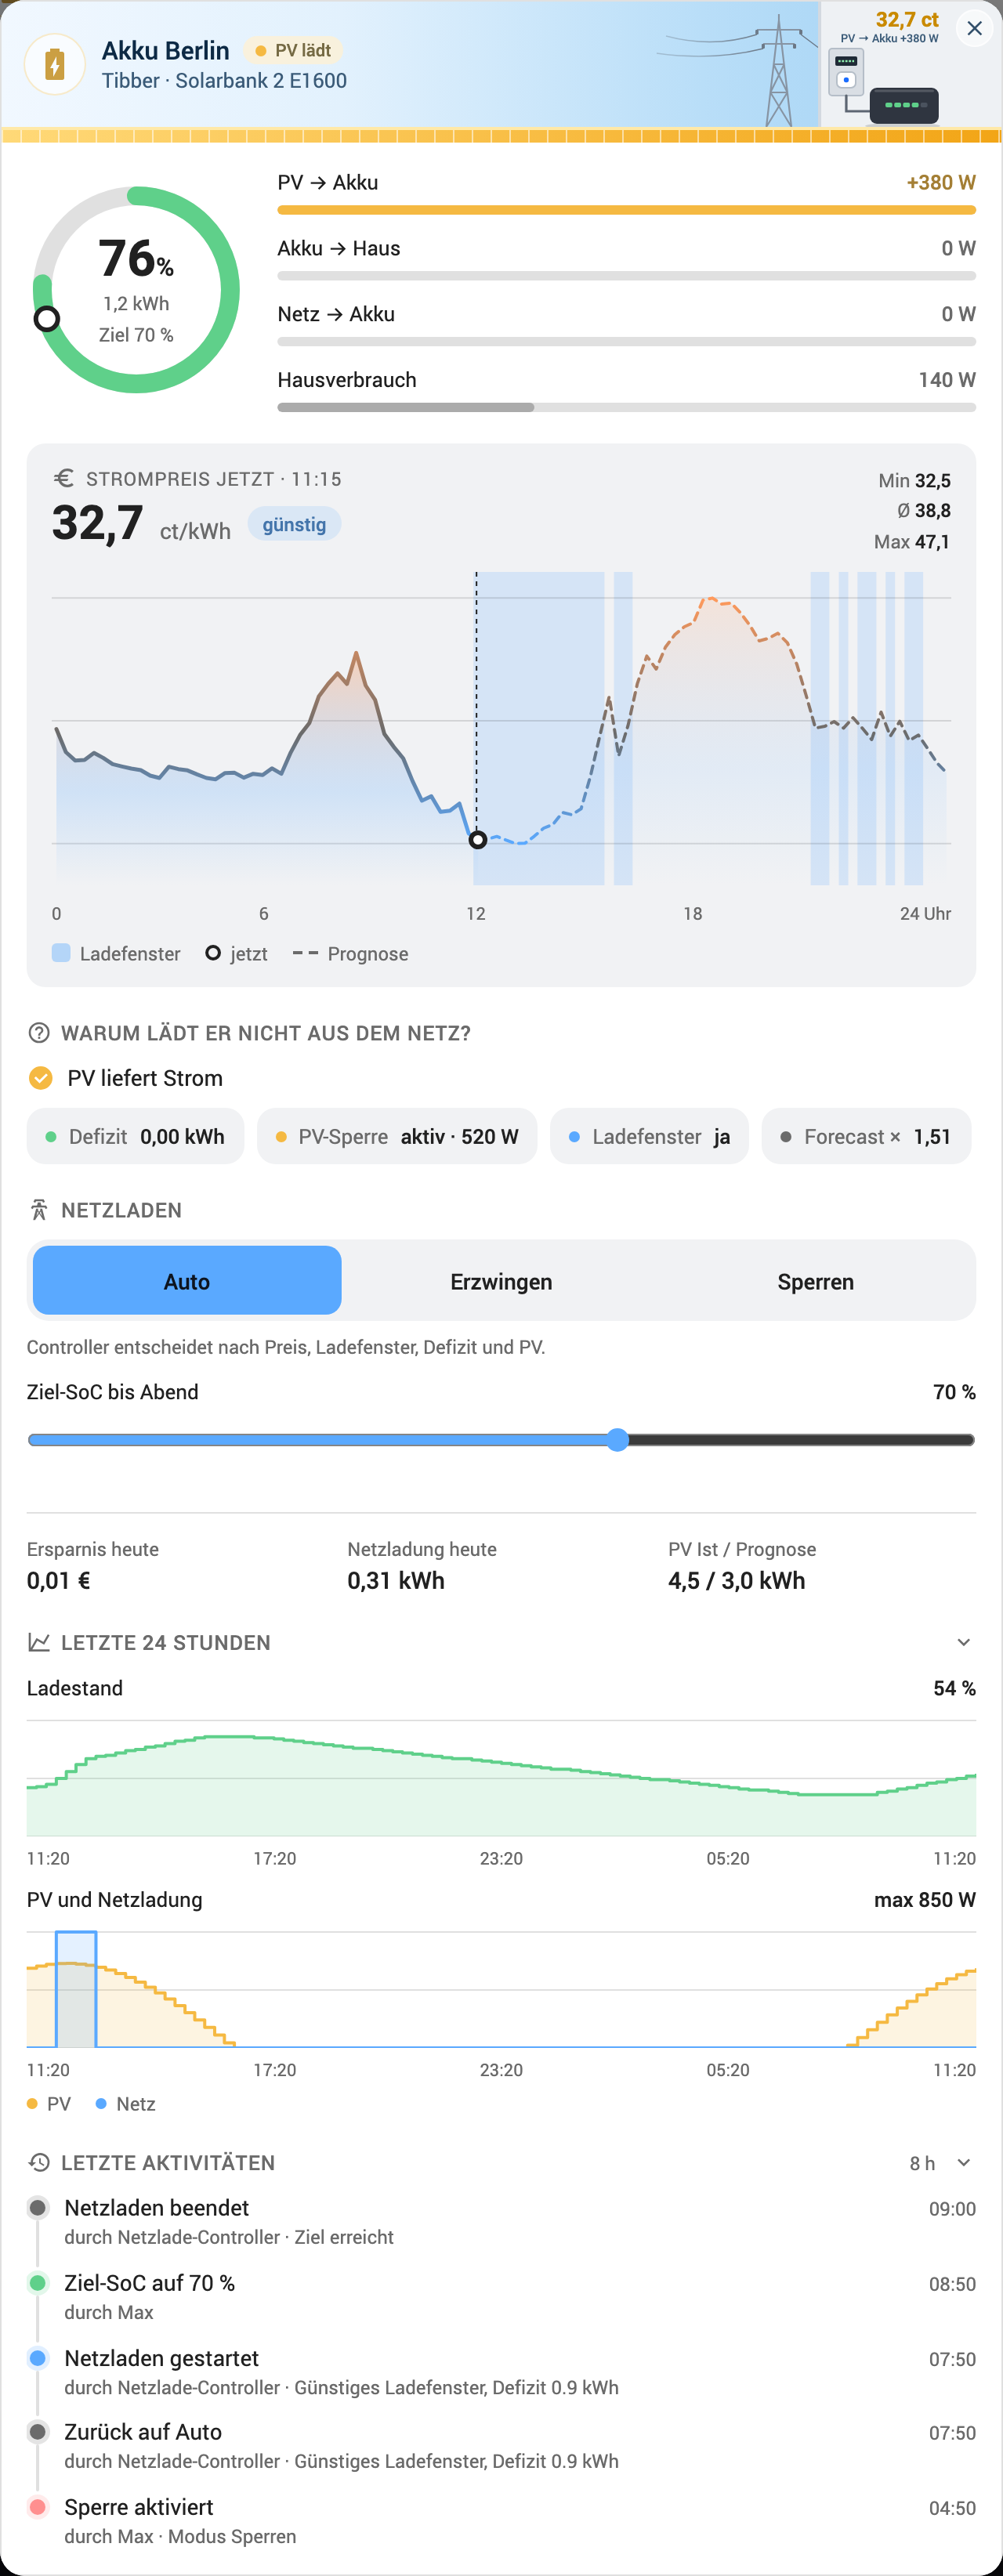 Akku Berlin
PV lädt
Tibber · Solarbank 2 E1600
32,7 ct
PV → Akku +380 W
76%
1,2 kWh
Ziel 70 %
PV → Akku +380 W
Akku → Haus 0 W
Netz → Akku 0 W
Hausverbrauch 140 W
STROMPREIS JETZT · 11:15
32,7 ct/kWh günstig
Min 32,5
Ø 38,8
Max 47,1
0 6 12 18 24 Uhr
Ladefenster jetzt Prognose
WARUM LÄDT ER NICHT AUS DEM NETZ?
PV liefert Strom
Defizit 0,00 kWh PV-Sperre aktiv · 520 W Ladefenster ja Forecast × 1,51
NETZLADEN
Auto Erzwingen Sperren
Controller entscheidet nach Preis, Ladefenster, Defizit und PV.
Ziel-SoC bis Abend 70 %
Ersparnis heute Netzladung heute PV Ist / Prognose
0,01 € 0,31 kWh 4,5 / 3,0 kWh
LETZTE 24 STUNDEN
Ladestand 54 %
11:20 17:20 23:20 05:20 11:20
PV und Netzladung max 850 W
11:20 17:20 23:20 05:20 11:20
PV Netz
LETZTE AKTIVITÄTEN 8 h
Netzladen beendet 09:00
durch Netzlade-Controller · Ziel erreicht
Ziel-SoC auf 70 % 08:50
durch Max
Netzladen gestartet 07:50
durch Netzlade-Controller · Günstiges Ladefenster, Defizit 0.9 kWh
Zurück auf Auto 07:50
durch Netzlade-Controller · Günstiges Ladefenster, Defizit 0.9 kWh
Sperre aktiviert 04:50
durch Max · Modus Sperren